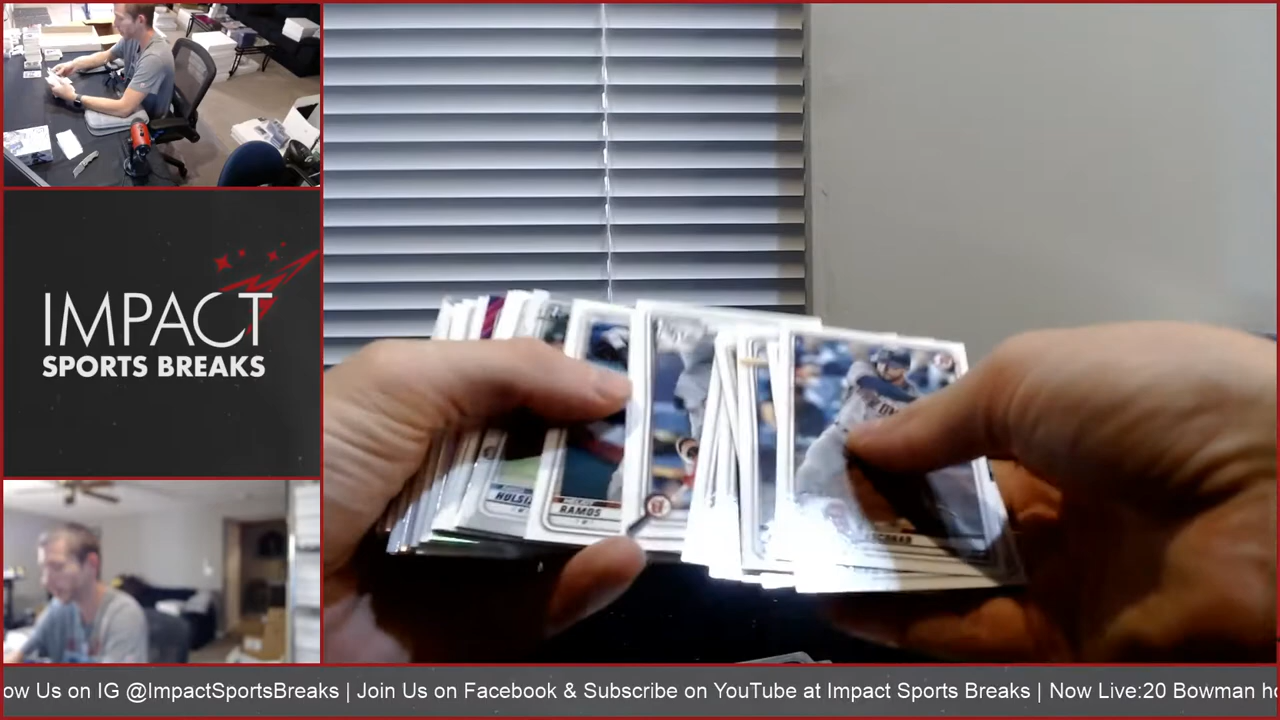 IMPACT
SPORTS BREAKS
RAMOS
ow Us on IG @ImpactSportsBreaks | Join Us on Facebook & Subscribe on YouTube at Impact Sports Breaks | Now Live:20 Bowman ho